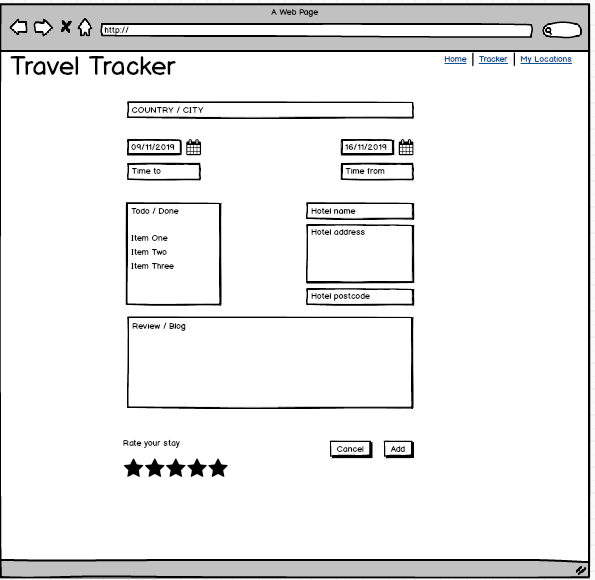 A Web Page
http://
Travel Tracker
Home Tracker My Locations
COUNTRY / CITY
09/11/2019 16/11/2019
Time to Time from
Todo / Done
Item One
Item Two
Item Three
Hotel name
Hotel address
Hotel postcode
Review / Blog
Rate your stay
Cancel Add